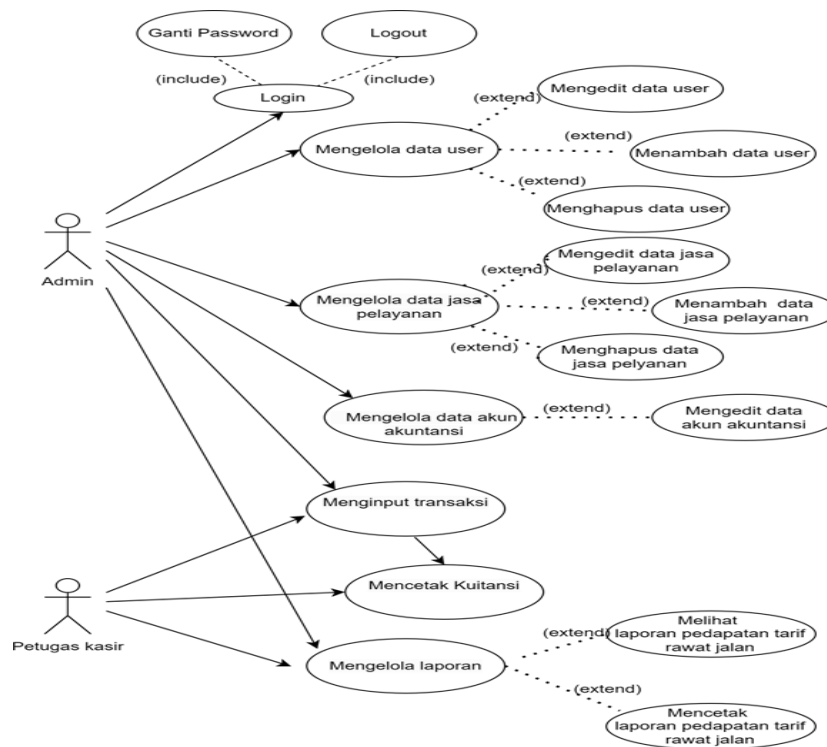 Ganti Password
Logout
(include)
(include)
Login
Mengedit data user
(extend)
Mengelola data user
(extend)
Menambah data user
(extend)
Menghapus data user
Admin
Mengedit data jasa
pelayanan
(extend)
Mengelola data jasa
pelayanan
(extend)
Menambah data
jasa pelayanan
(extend)
Menghapus data
jasa pelyanan
Mengelola data akun
akuntansi
(extend)
Mengedit data
akun akuntansi
Menginput transaksi
Mencetak Kuitansi
Petugas kasir
Mengelola laporan
(extend)
Melihat
laporan pedapatan tarif
rawat jalan
(extend)
Mencetak
laporan pedapatan tarif
rawat jalan